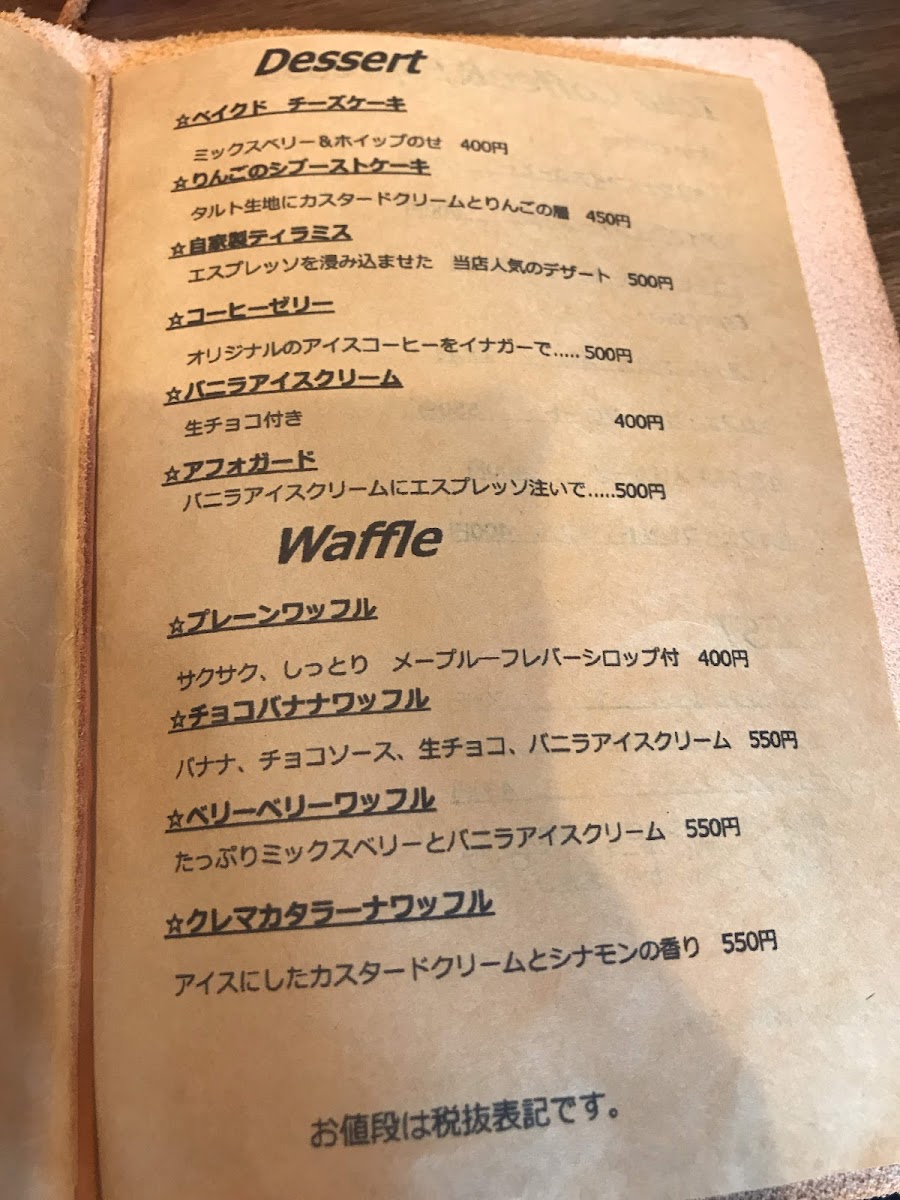 Dessert
☆ベイクド　チーズケーキ
ミックスベリー＆ホイップのせ　400円
☆りんごのシブーストケーキ
タルト生地にカスタードクリームとりんごの層　450円
☆自家製ティラミス
エスプレッソを浸み込ませた　当店人気のデザート　500円
☆コーヒーゼリー
オリジナルのアイスコーヒーをイナガーで.....500円
☆バニラアイスクリーム
生チョコ付き　400円
☆アフォガード
バニラアイスクリームにエスプレッソ注いで.....500円
Waffle
☆プレーンワッフル
サクサク、しっとり　メープルーフレバーシロップ付　400円
☆チョコバナナワッフル
バナナ、チョコソース、生チョコ、バニラアイスクリーム　550円
☆ベリーベリーワッフル
たっぷりミックスベリーとバニラアイスクリーム　550円
☆クレマカタラーナワッフル
アイスにしたカスタードクリームとシナモンの香り　550円
お値段は税抜表記です。